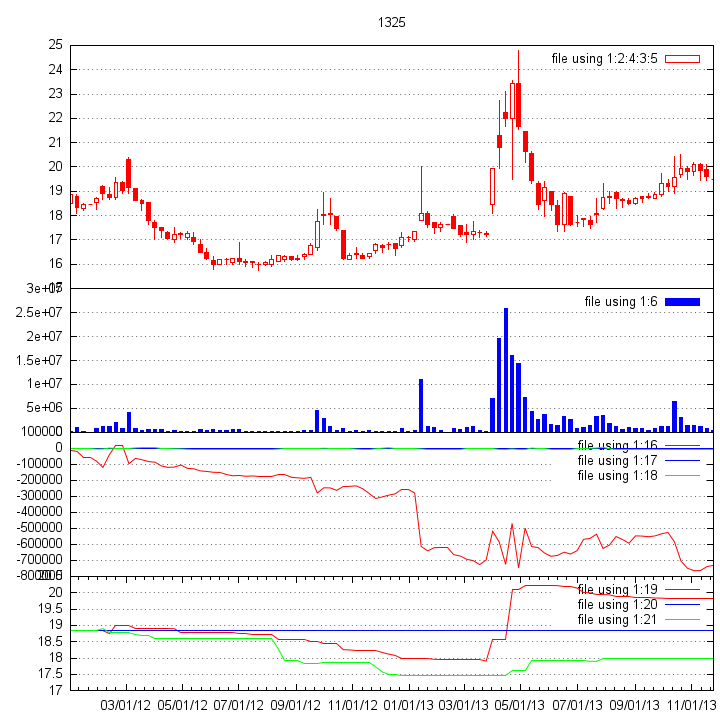 1325
25
file using 1:2:4:3:5
24
23
22
21
20
19
18
17
16
3e+07
file using 1:6
2.5e+07
2e+07
1.5e+07
1e+07
5e+06
100000
file using 1:16
0
file using 1:17
-100000
file using 1:18
-200000
-300000
-400000
-500000
-600000
-700000
20
file using 1:19
19.5
file using 1:20
19
file using 1:21
18.5
18
17.5
17
03/01/12 05/01/12 07/01/12 09/01/12 11/01/12 01/01/13 03/01/13 05/01/13 07/01/13 09/01/13 11/01/13